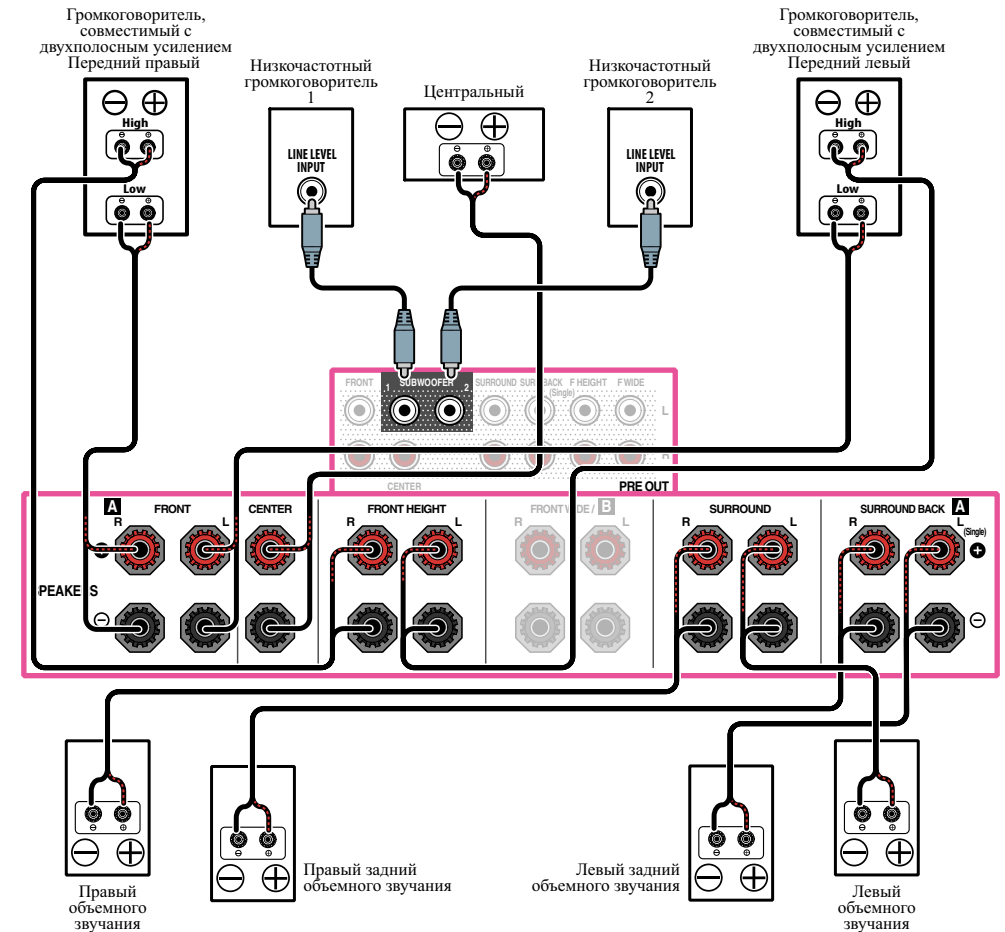 Громкоговоритель,
совместимый с
двухполосным усилением
Передний правый
Низкочастотный
громкоговоритель
1
Центральный
Низкочастотный
громкоговоритель
2
Громкоговоритель,
совместимый с
двухполосным усилением
Передний левый
High
Low
LINE LEVEL
INPUT
LINE LEVEL
INPUT
High
Low
FRONT
1 SUBWOOFER 2
SURROUND
BACK
(Single)
F HEIGHT
F WIDE
L
R
CENTER
PRE OUT
A
FRONT
R
L
CENTER
FRONT HEIGHT
R
L
FRONT WIDE / B
R
L
SURROUND
R
L
SURROUND BACK
A
R
L
(Single)
Правый
объемного
звучания
Правый задний
объемного звучания
Левый задний
объемного звучания
Левый
объемного
звучания